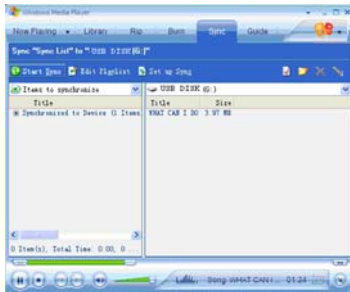 Windows Media Player
Now Playing Library Rip Burn Sync Guide
Sync "Sync List" to "USB DISK (G:)"
Start Sync Edit Playlist Set up Sync
Items to synchronize
USB DISK (G:)
Title
Title Size
Synchronized to Device (1 Items
WHAT CAN I DO 3.97 MB
0 Item(s), Total Time: 0:00, 0
Song: WHAT CAN I... 01:24